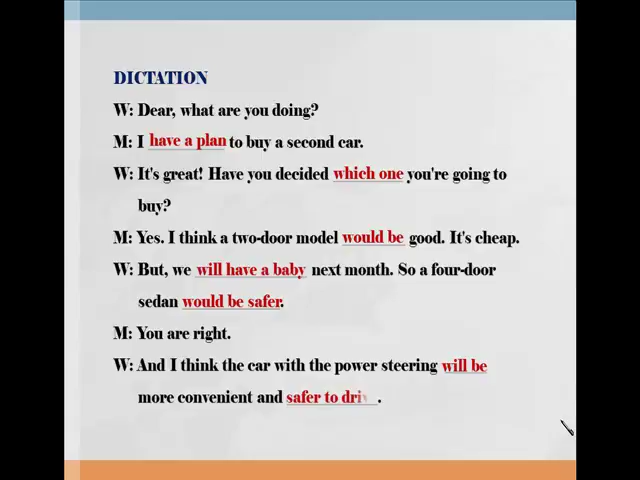 DICTATION
W: Dear, what are you doing?
M: I have a plan to buy a second car.
W: It's great! Have you decided which one you're going to
buy?
M: Yes. I think a two-door model would be good. It's cheap.
W: But, we will have a baby next month. So a four-door
sedan would be safer.
M: You are right.
W: And I think the car with the power steering will be
more convenient and safer to driv .